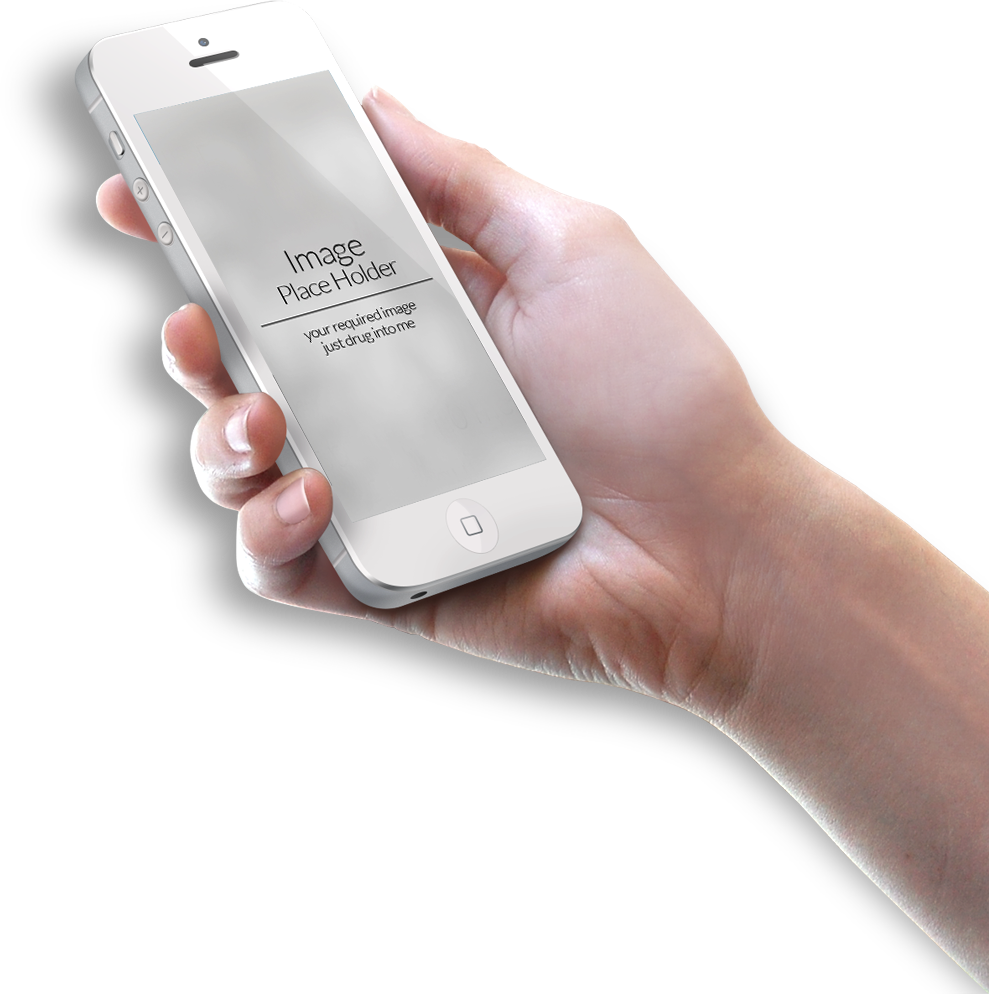 Image
Place Holder
your required image
just drug into me